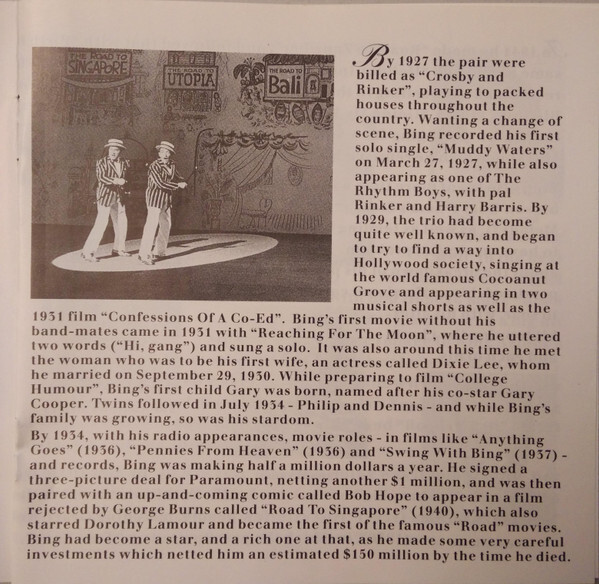 THE ROAD TO
SINGAPORE
THE ROAD TO
UTOPIA
THE ROAD TO
Bali
By 1927 the pair were
billed as “Crosby and
Rinker”, playing to packed
houses throughout the
country. Wanting a change of
scene, Bing recorded his first
solo single, “Muddy Waters”
on March 27, 1927, while also
appearing as one of The
Rhythm Boys, with pal
Rinker and Harry Barris. By
1929, the trio had become
quite well known, and began
to try to find a way into
Hollywood society, singing at
the world famous Cocoanut
Grove and appearing in two
musical shorts as well as the
1931 film “Confessions Of A Co-Ed”. Bing’s first movie without his
band-mates came in 1931 with “Reaching For The Moon”, where he uttered
two words (“Hi, gang”) and sung a solo. It was also around this time he met
the woman who was to be his first wife, an actress called Dixie Lee, whom
he married on September 29, 1930. While preparing to film “College
Humour”, Bing’s first child Gary was born, named after his co-star Gary
Cooper. Twins followed in July 1934 - Philip and Dennis - and while Bing’s
family was growing, so was his stardom.
By 1934, with his radio appearances, movie roles - in films like “Anything
Goes” (1936), “Pennies From Heaven” (1936) and “Swing With Bing” (1937) -
and records, Bing was making half a million dollars a year. He signed a
three-picture deal for Paramount, netting another $1 million, and was then
paired with an up-and-coming comic called Bob Hope to appear in a film
rejected by George Burns called “Road To Singapore” (1940), which also
starred Dorothy Lamour and became the first of the famous “Road” movies.
Bing had become a star, and a rich one at that, as he made some very careful
investments which netted him an estimated $150 million by the time he died.